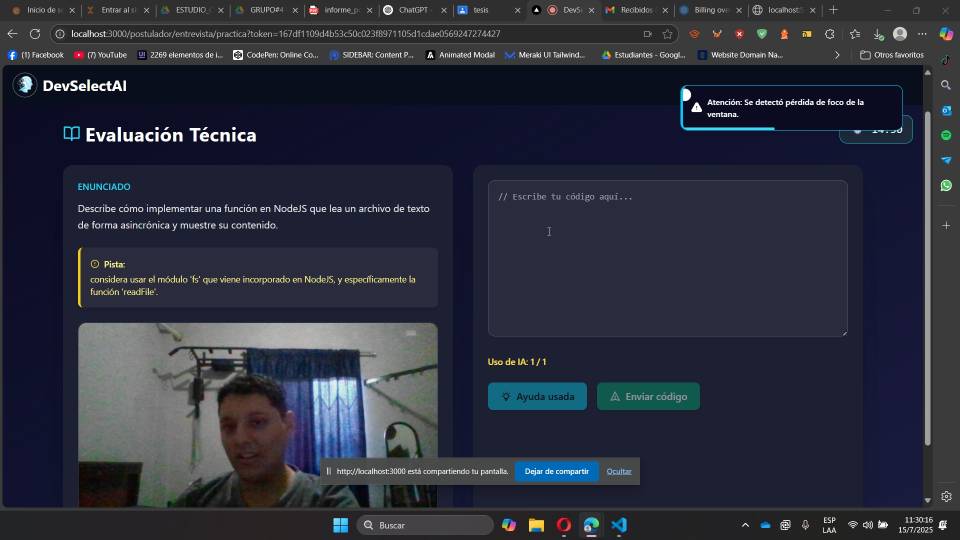 Inicio de s
Entrar al si
ESTUDIO_C
GRUPO#4
informe_po
ChatGPT
tesis
DevSe
Recibidos
Billing over
localhost:3
localhost:3000/postulador/entrevista/practica?token=167df1109d4b53c50c023f8971105d1cdae0569247274427
(1) Facebook
(7) YouTube
2269 elementos de i...
CodePen: Online Co...
SIDEBAR: Content P...
Animated Modal
Meraki UI Tailwind...
Estudiantes - Googl...
Website Domain Na...
Otros favoritos
DevSelectAI
Atención: Se detectó pérdida de foco de la
ventana.
Evaluación Técnica
ENUNCIADO
Describe cómo implementar una función en NodeJS que lea un archivo de texto
de forma asincrónica y muestre su contenido.
Pista:
considera usar el módulo 'fs' que viene incorporado en NodeJS, y específicamente la
función 'readFile'.
// Escribe tu código aquí...
Uso de IA: 1 / 1
Ayuda usada
Enviar código
http://localhost:3000 está compartiendo tu pantalla.
Dejar de compartir
Ocultar
Buscar
ESP
LAA
11:30:16
15/7/2025